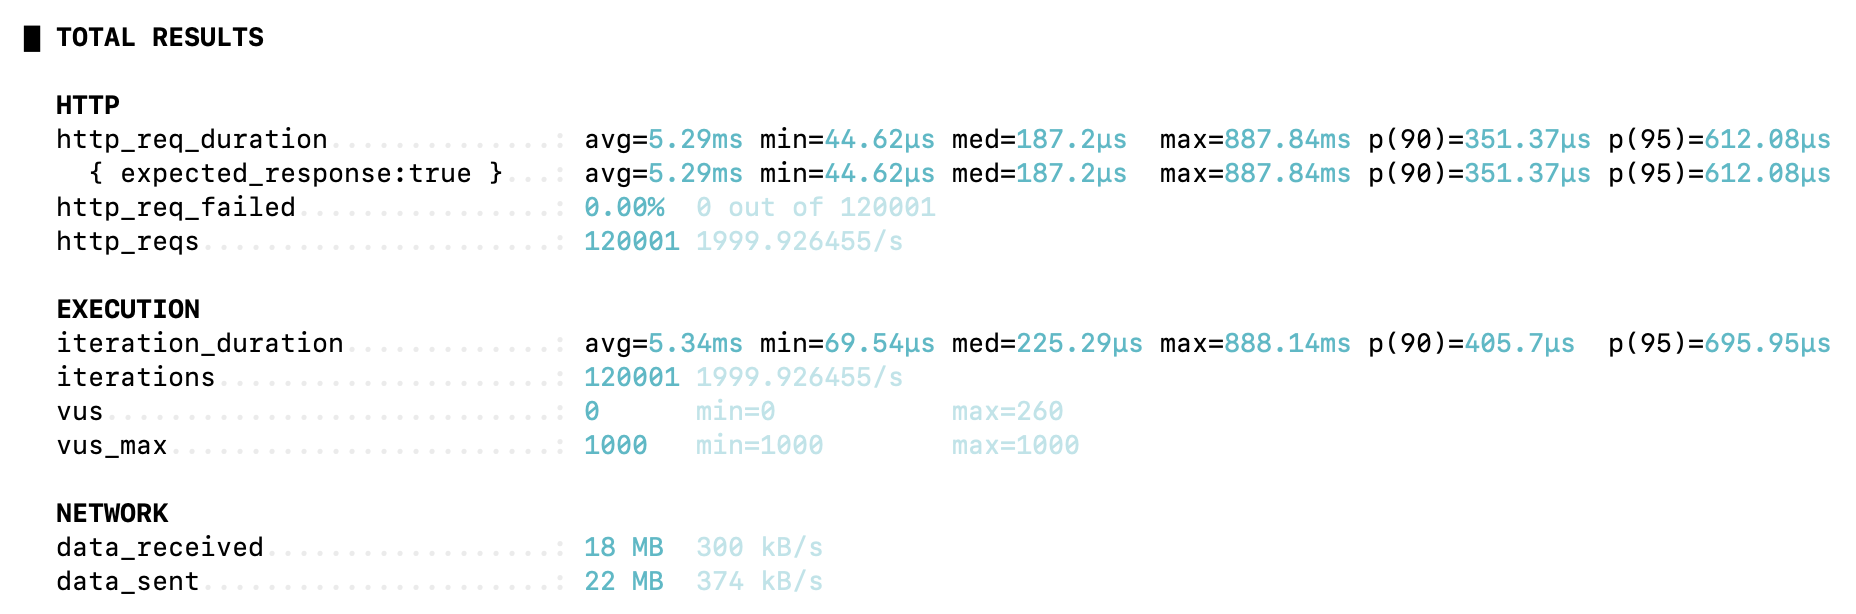 █ TOTAL RESULTS
HTTP
http_req_duration..............: avg=5.29ms min=44.62µs med=187.2µs  max=887.84ms p(90)=351.37µs p(95)=612.08µs
{ expected_response:true }...: avg=5.29ms min=44.62µs med=187.2µs  max=887.84ms p(90)=351.37µs p(95)=612.08µs
http_req_failed................: 0.00%  0 out of 120001
http_reqs......................: 120001 1999.926455/s
EXECUTION
iteration_duration.............: avg=5.34ms min=69.54µs med=225.29µs max=888.14ms p(90)=405.7µs  p(95)=695.95µs
iterations.....................: 120001 1999.926455/s
vus............................: 0      min=0           max=260
vus_max........................: 1000   min=1000        max=1000
NETWORK
data_received..................: 18 MB  300 kB/s
data_sent......................: 22 MB  374 kB/s